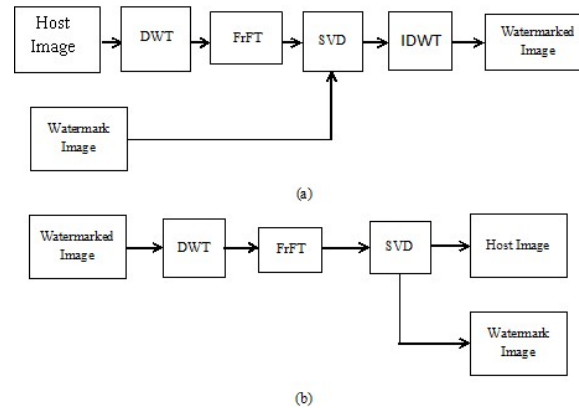 Host
Image
DWT
FrFT
SVD
IDWT
Watermarked
Image
Watermark
Image
(a)
Watermarked
Image
DWT
FrFT
SVD
Host Image
Watermark
Image
(b)